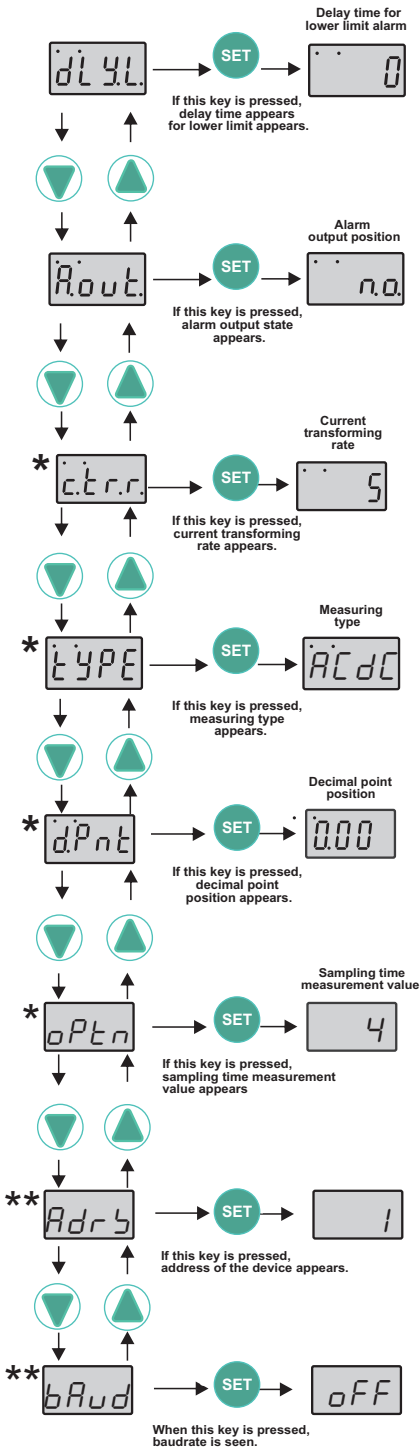 Delay time for
lower limit alarm
dLY.L.
SET
0
If this key is pressed,
delay time appears
for lower limit appears.
Alarm
output position
A.out.
SET
n.o.
If this key is pressed,
alarm output state
appears.
Current
transforming
rate
* c.tr.r.
SET
5
If this key is pressed,
current transforming
rate appears.
Measuring
type
* tYPE
SET
ACdC
If this key is pressed,
measuring type
appears.
Decimal point
position
* d.Pnt
SET
0.00
If this key is pressed,
decimal point
position appears.
Sampling time
measurement value
* oPtn
SET
4
If this key is pressed,
sampling time measurement
value appears
** AdrS
SET
1
If this key is pressed,
address of the device appears.
** bAud
SET
oFF
When this key is pressed,
baudrate is seen.